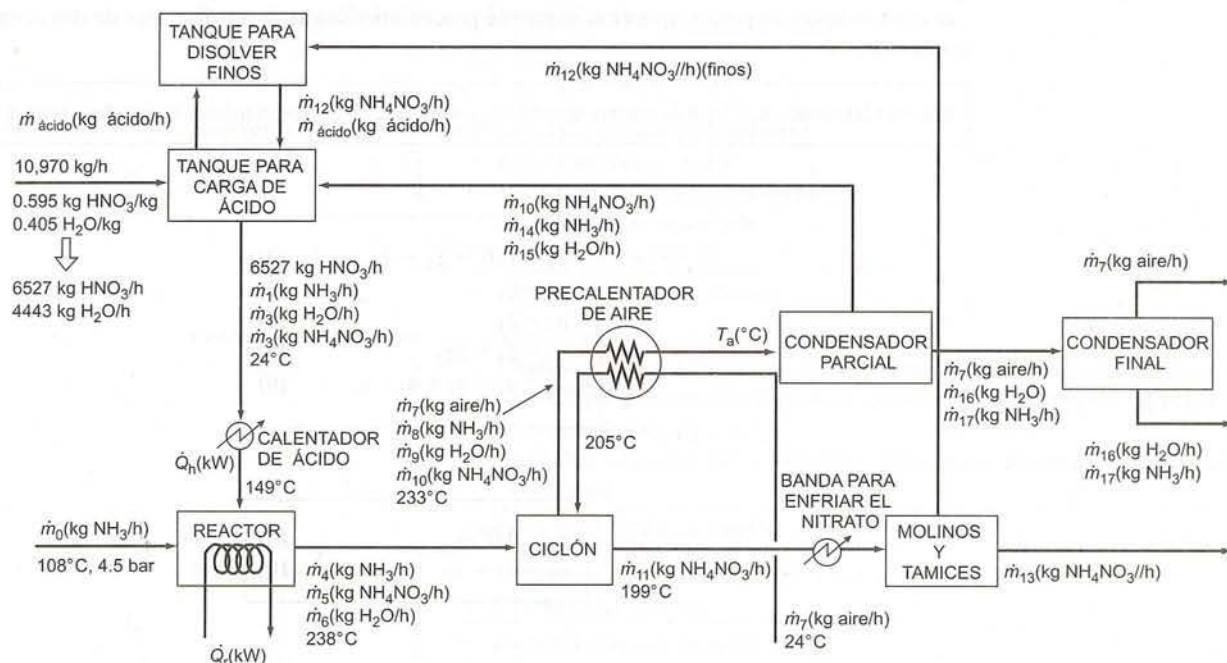 TANQUE PARA
DISOLVER
FINOS
ṁ₁₂(kg NH₄NO₃//h)(finos)
ṁ₁₂(kg NH₄NO₃/h)
ṁ ácido(kg ácido/h)
ṁ ácido(kg ácido/h)
10,970 kg/h
0.595 kg HNO₃/kg
0.405 H₂O/kg
6527 kg HNO₃/h
4443 kg H₂O/h
TANQUE PARA
CARGA DE
ÁCIDO
ṁ₁₀(kg NH₄NO₃/h)
ṁ₁₄(kg NH₃/h)
ṁ₁₅(kg H₂O/h)
6527 kg HNO₃/h
ṁ₁(kg NH₃/h)
ṁ₃(kg H₂O/h)
ṁ₃(kg NH₄NO₃/h)
24°C
PRECALENTADOR
DE AIRE
Tₐ(°C)
CONDENSADOR
PARCIAL
ṁ₇(kg aire/h)
CONDENSADOR
FINAL
ṁ₇(kg aire/h)
ṁ₁₆(kg H₂O)
ṁ₁₇(kg NH₃/h)
ṁ₁₆(kg H₂O/h)
ṁ₁₇(kg NH₃/h)
CALENTADOR
DE ÁCIDO
Q̇ₕ(kW)
149°C
ṁ₇(kg aire/h)
ṁ₈(kg NH₃/h)
ṁ₉(kg H₂O/h)
ṁ₁₀(kg NH₄NO₃/h)
233°C
205°C
BANDA PARA
ENFRIAR EL
NITRATO
ṁ₀(kg NH₃/h)
108°C, 4.5 bar
REACTOR
ṁ₄(kg NH₃/h)
ṁ₅(kg NH₄NO₃/h)
ṁ₆(kg H₂O/h)
238°C
Q̇ᵣ(kW)
CICLÓN
ṁ₁₁(kg NH₄NO₃/h)
199°C
ṁ₇(kg aire/h)
24°C
MOLINOS
Y
TAMICES
ṁ₁₃(kg NH₄NO₃//h)